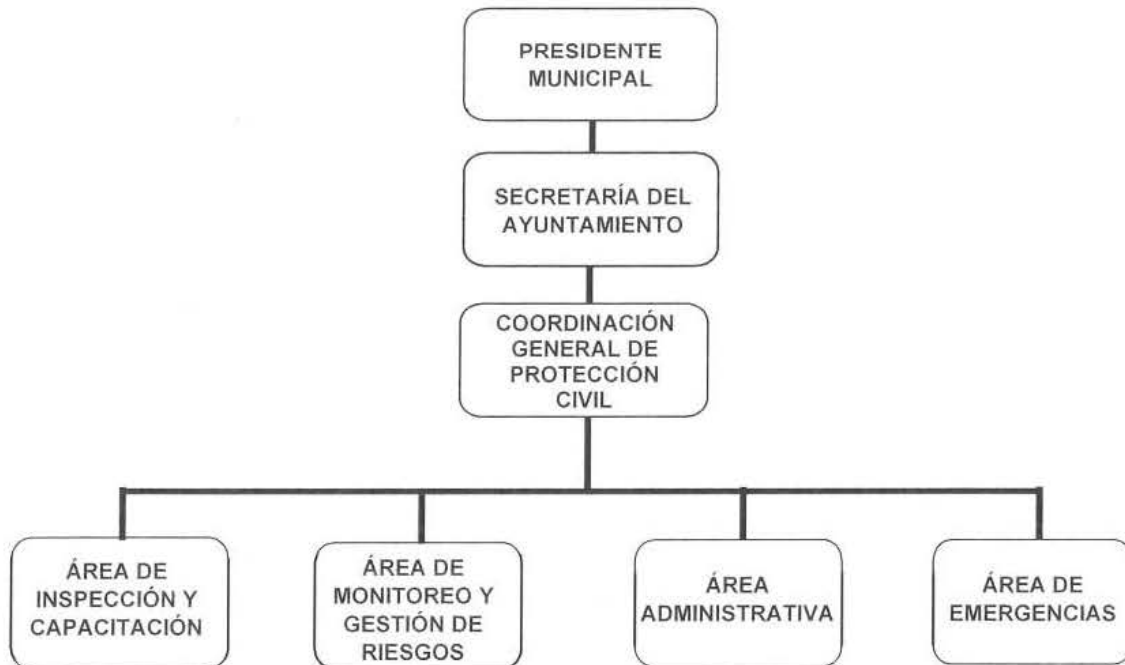 PRESIDENTE
MUNICIPAL
SECRETARÍA DEL
AYUNTAMIENTO
COORDINACIÓN
GENERAL DE
PROTECCIÓN
CIVIL
ÁREA DE
INSPECCIÓN Y
CAPACITACIÓN
ÁREA DE
MONITOREO Y
GESTIÓN DE
RIESGOS
ÁREA
ADMINISTRATIVA
ÁREA DE
EMERGENCIAS